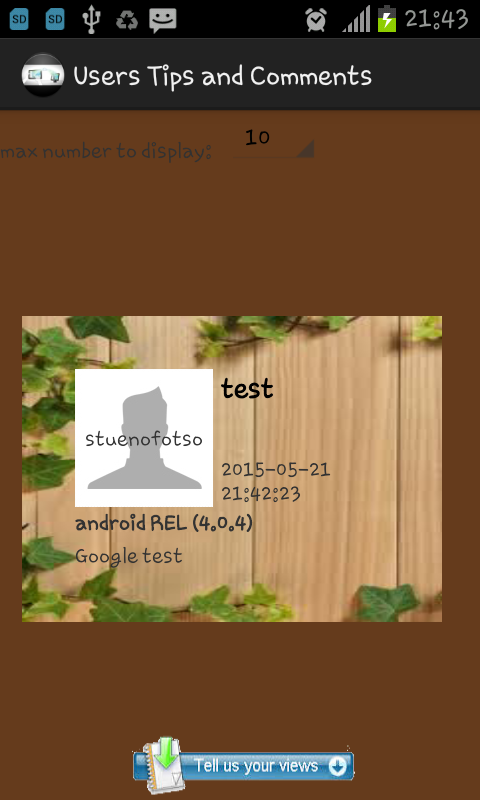 SD SD 21:43
Users Tips and Comments
max number to display: 10
test
stuenofotso
2015-05-21
21:42:23
android REL (4.0.4)
Google test
Tell us your views